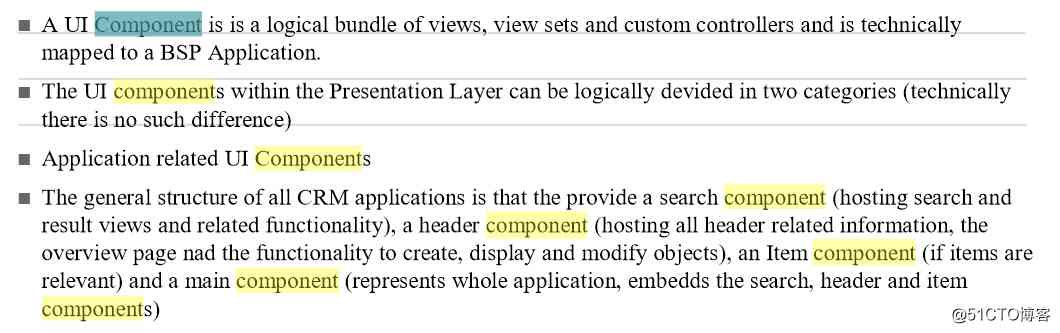 ■ A UI Component is is a logical bundle of views, view sets and custom controllers and is technically
mapped to a BSP Application.
■ The UI components within the Presentation Layer can be logically devided in two categories (technically
there is no such difference)
■ Application related UI Components
■ The general structure of all CRM applications is that the provide a search component (hosting search and
result views and related functionality), a header component (hosting all header related information, the
overview page nad the functionality to create, display and modify objects), an Item component (if items are
relevant) and a main component (represents whole application, embedds the search, header and item
components)
@51CTO博客